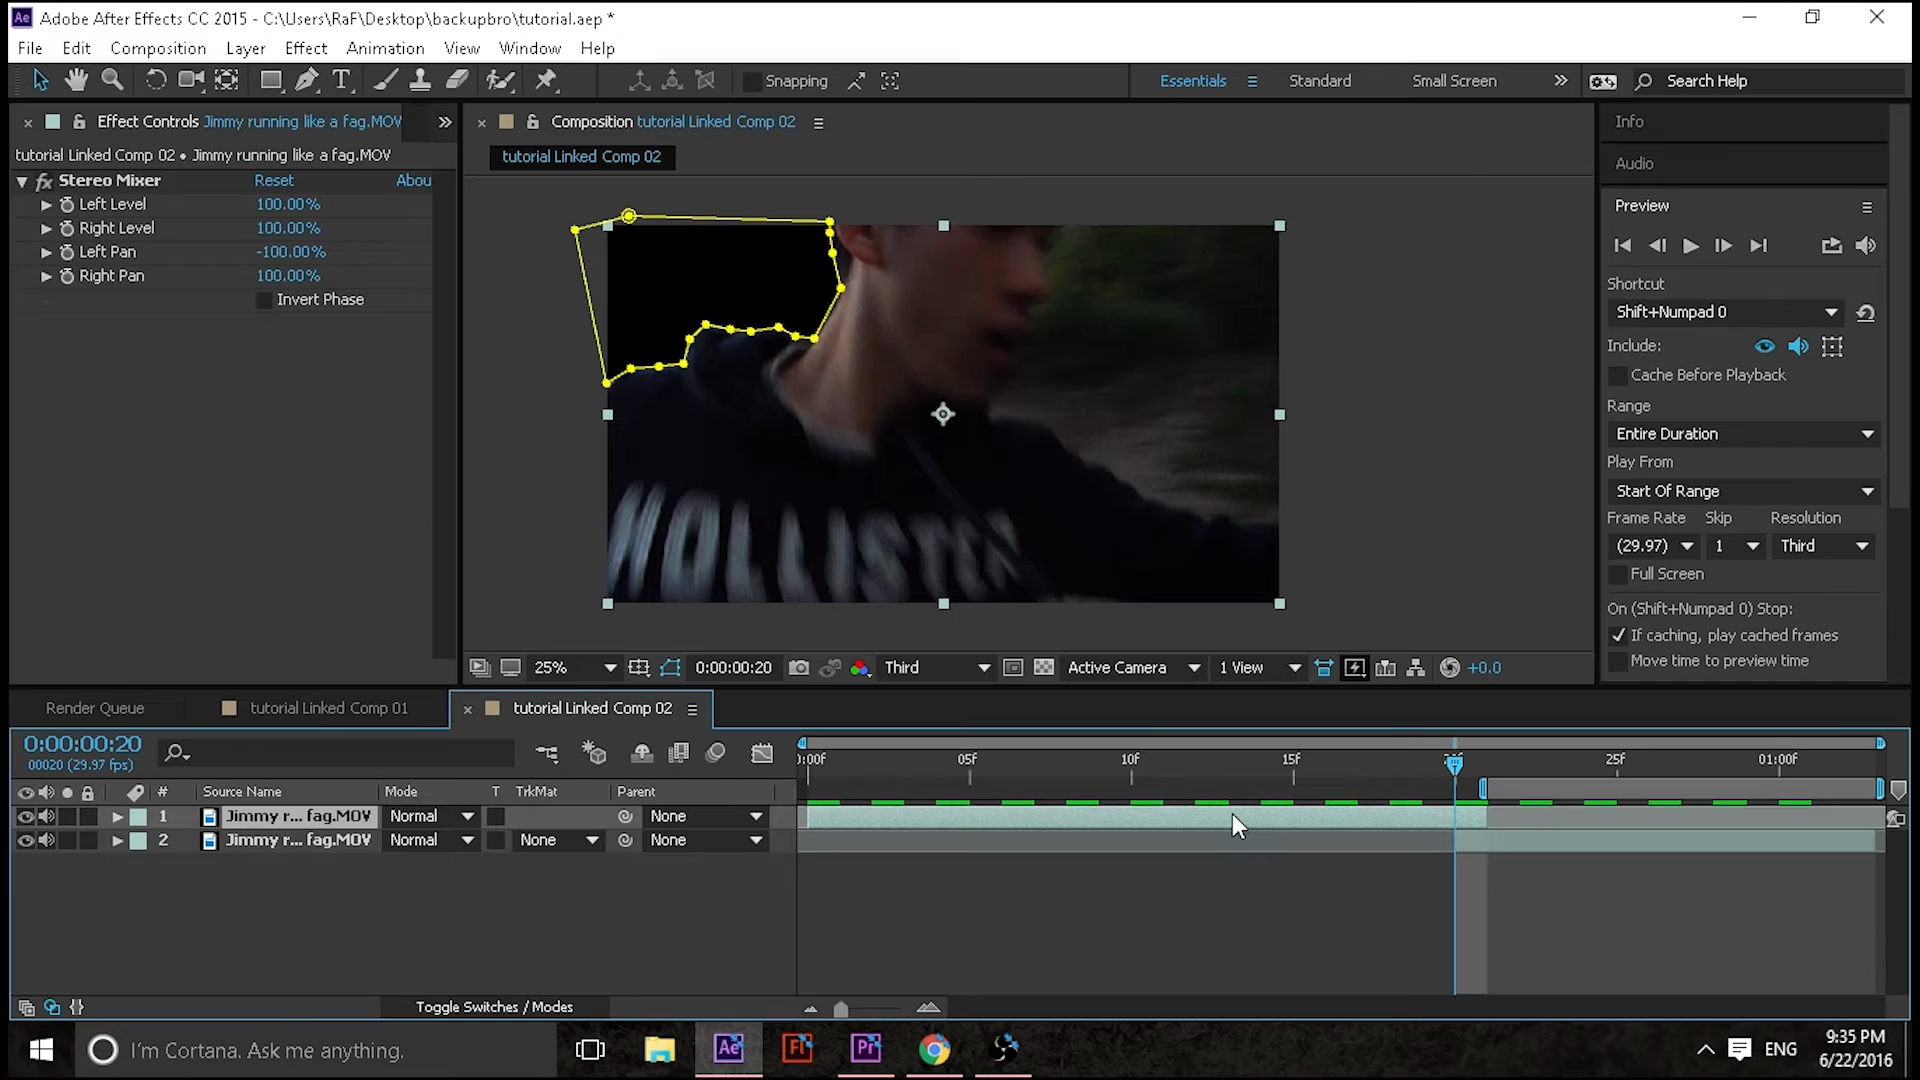 Adobe After Effects CC 2015 - C:\Users\RaF\Desktop\backupbro\tutorial.aep *
File Edit Composition Layer Effect Animation View Window Help
Snapping Essentials Standard Small Screen Search Help
Effect Controls Jimmy running like a fag.MOV
Composition tutorial Linked Comp 02
Info
tutorial Linked Comp 02 • Jimmy running like a fag.MOV
tutorial Linked Comp 02
Audio
fx Stereo Mixer Reset Abou
Left Level 100.00%
Right Level 100.00%
Left Pan -100.00%
Right Pan 100.00%
Invert Phase
HOLLISTER
Preview
Shortcut
Shift+Numpad 0
Include:
Cache Before Playback
Range
Entire Duration
Play From
Start Of Range
Frame Rate Skip Resolution
(29.97) 1 Third
Full Screen
On (Shift+Numpad 0) Stop:
If caching, play cached frames
Move time to preview time
25% 0:00:00:20 Third Active Camera 1 View +0.0
Render Queue tutorial Linked Comp 01 tutorial Linked Comp 02
0:00:00:20
00020 (29.97 fps)
):00f 05f 10f 15f 25f 01:00f
# Source Name Mode T TrkMat Parent
1 Jimmy r... fag.MOV Normal None
2 Jimmy r... fag.MOV Normal None None
Toggle Switches / Modes
I'm Cortana. Ask me anything.
Ae Fl Pr
ENG
9:35 PM
6/22/2016